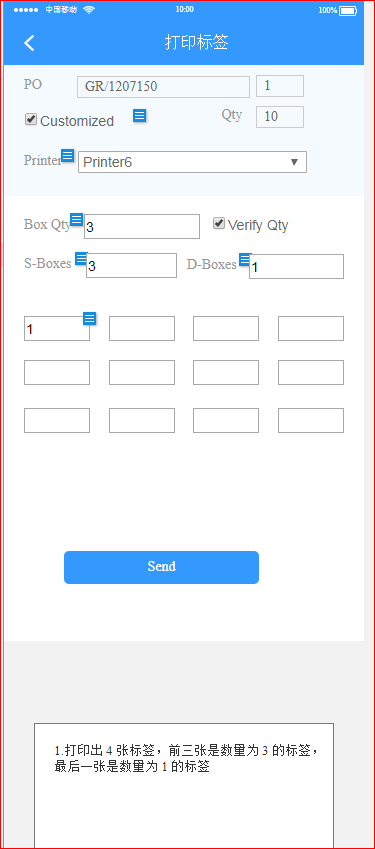 中国移动 10:00 100%
打印标签
PO GR/1207150 1
Customized Qty 10
Printer Printer6
Box Qty 3 Verify Qty
S-Boxes 3 D-Boxes 1
1
Send
1.打印出 4 张标签，前三张是数量为 3 的标签，
最后一张是数量为 1 的标签